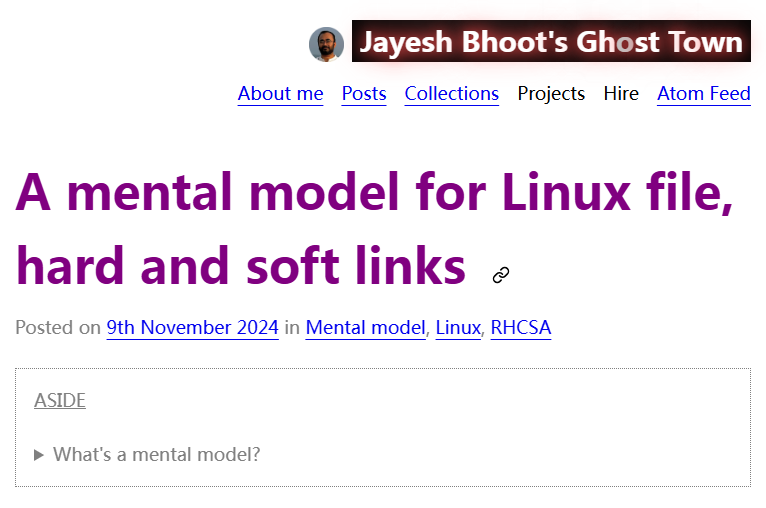 Jayesh Bhoot's Ghost Town
About me Posts Collections Projects Hire Atom Feed
A mental model for Linux file,
hard and soft links
Posted on 9th November 2024 in Mental model, Linux, RHCSA
ASIDE
What's a mental model?